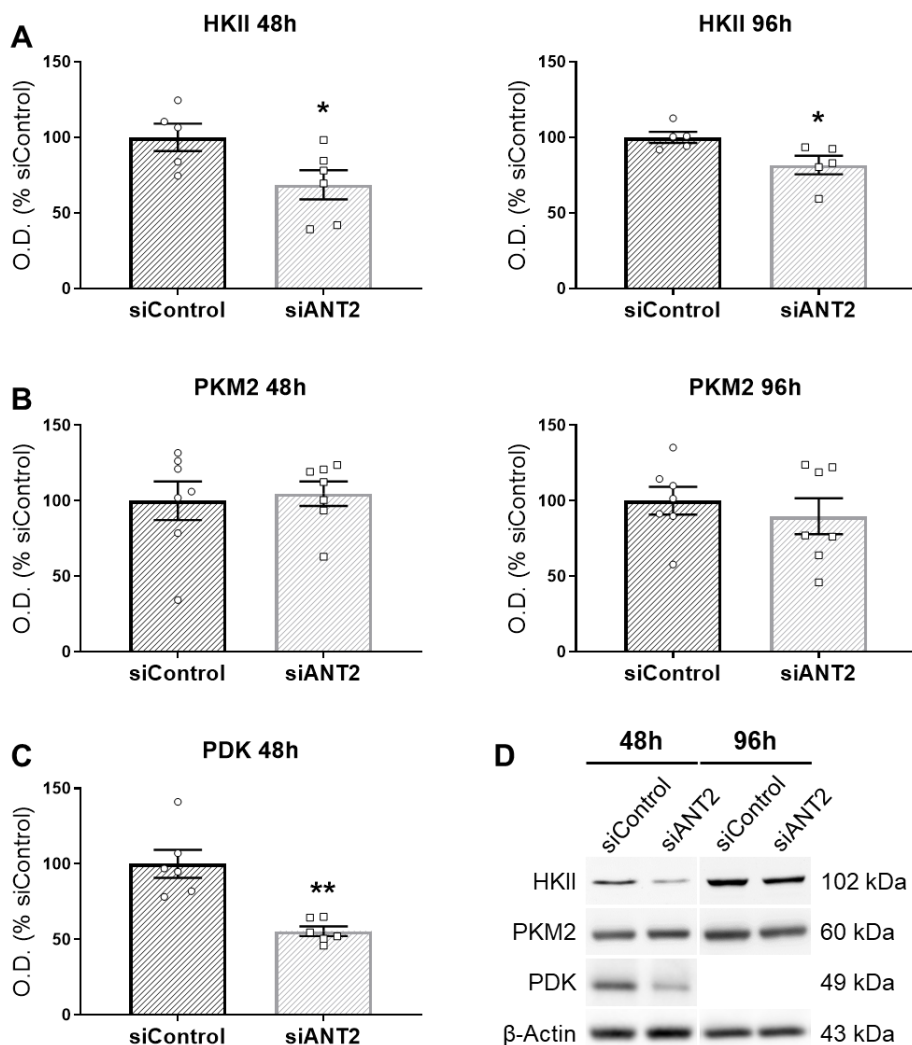 A
HKII 48h
O.D. (% siControl)
150
100
50
0
*
siControl siANT2
HKII 96h
O.D. (% siControl)
150
100
50
0
*
siControl siANT2
B
PKM2 48h
O.D. (% siControl)
150
100
50
0
siControl siANT2
PKM2 96h
O.D. (% siControl)
150
100
50
0
siControl siANT2
C
PDK 48h
O.D. (% siControl)
150
100
50
0
**
siControl siANT2
D
48h 96h
siControl siANT2 siControl siANT2
HKII 102 kDa
PKM2 60 kDa
PDK 49 kDa
β-Actin 43 kDa